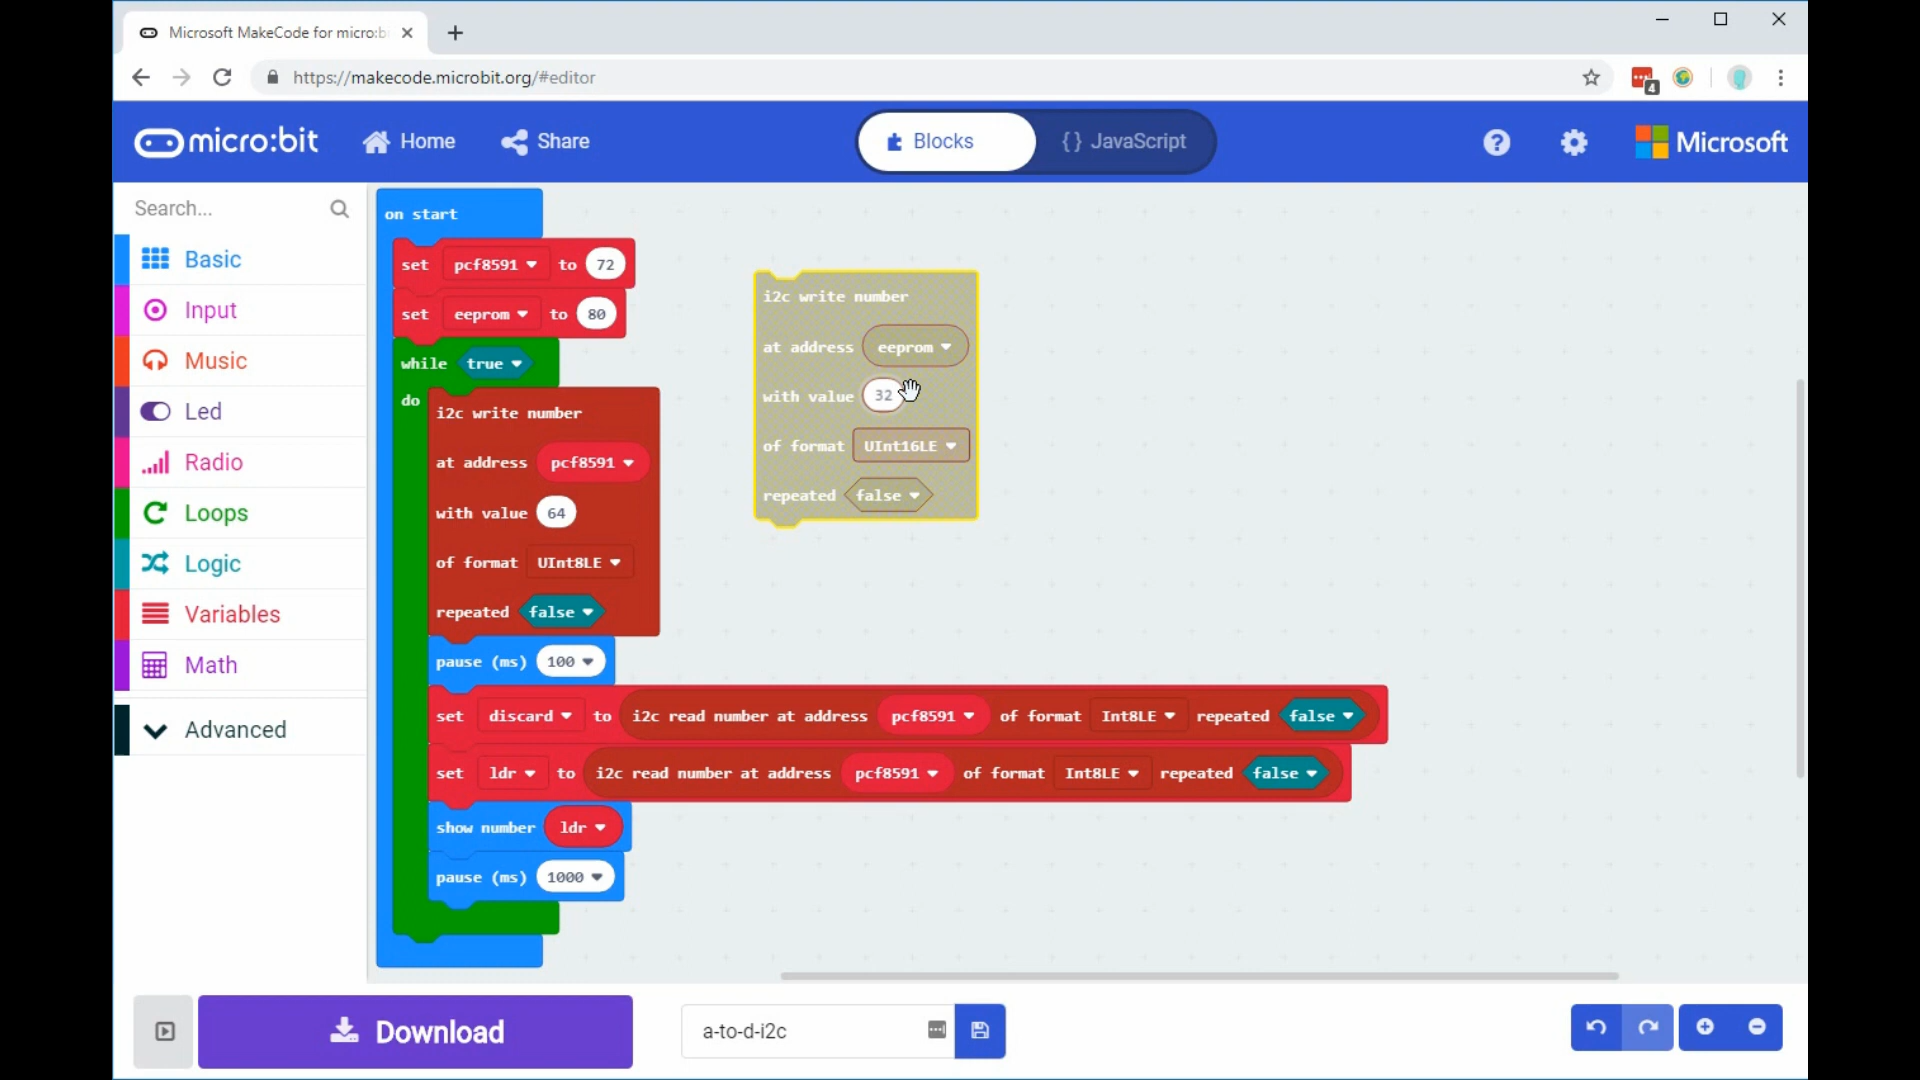 Microsoft MakeCode for micro:bi
https://makecode.microbit.org/#editor
4
micro:bit
Home
Share
Blocks
{} JavaScript
?
Microsoft
Search...
Basic
Input
Music
Led
Radio
Loops
Logic
Variables
Math
Advanced
on start
set pcf8591 to 72
set eeprom to 80
while true
do
i2c write number
at address pcf8591
with value 64
of format UInt8LE
repeated false
pause (ms) 100
set discard to i2c read number at address pcf8591 of format Int8LE repeated false
set ldr to i2c read number at address pcf8591 of format Int8LE repeated false
show number ldr
pause (ms) 1000
i2c write number
at address eeprom
with value 32
of format UInt16LE
repeated false
Download
a-to-d-i2c